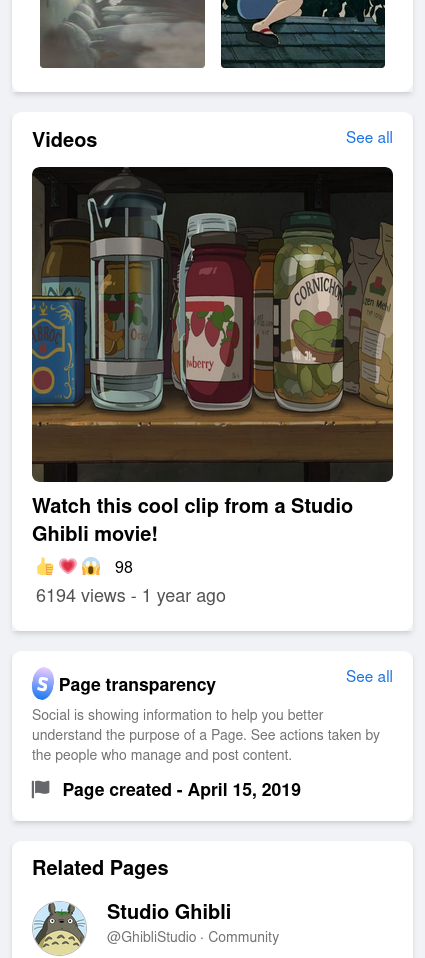 Videos
See all
CORNICHON
wberry
Watch this cool clip from a Studio
Ghibli movie!
98
6194 views - 1 year ago
S Page transparency
See all
Social is showing information to help you better
understand the purpose of a Page. See actions taken by
the people who manage and post content.
Page created - April 15, 2019
Related Pages
Studio Ghibli
@GhibliStudio · Community